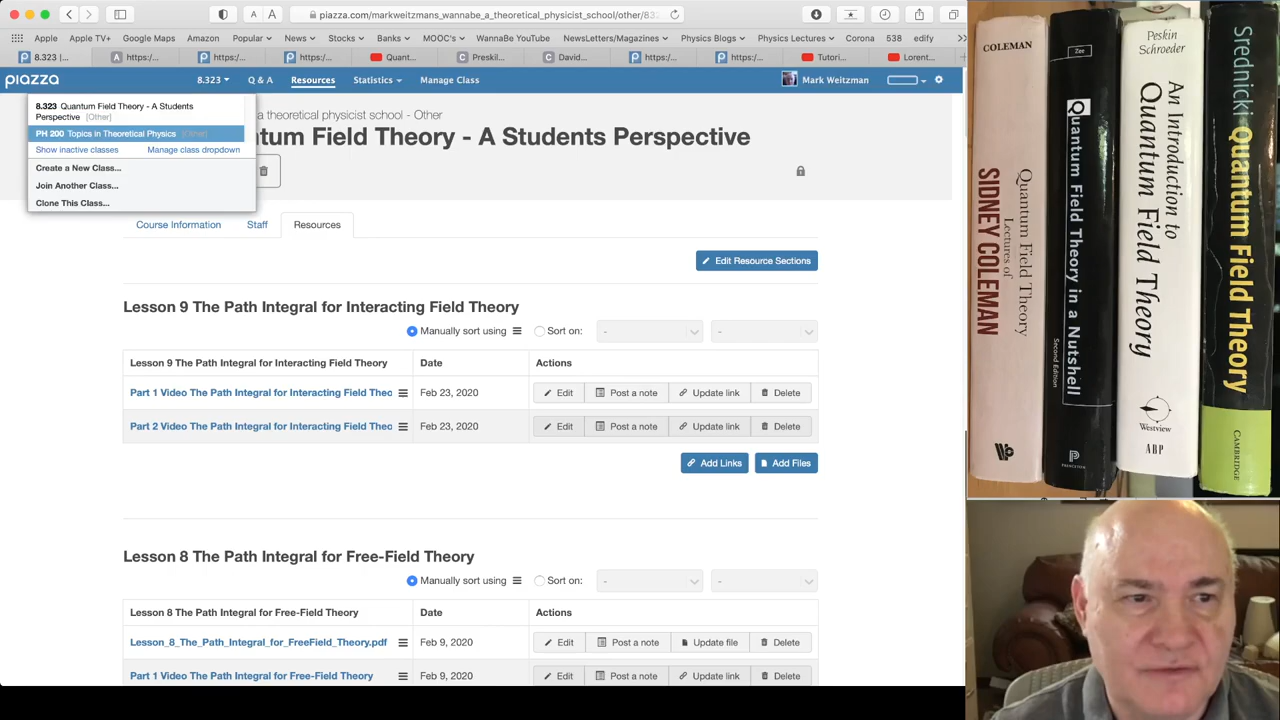 piazza.com/markweitzmans_wannabe_a_theoretical_physicist_school/other/8.32
A A
Apple Apple TV+ Google Maps Amazon Popular News Stocks Banks MOOC's WannaBe YouTube NewsLetters/Magazines Physics Blogs Physics Lectures Corona 538 edify
8.323 | https:/ https:/ https:/ Quant... Preskil... David... https:/ https:/ Tutori... Lorent...
piazza 8.323 Q & A Resources Statistics Manage Class Mark Weitzman
8.323 Quantum Field Theory - A Students
Perspective [Other]
PH 200 Topics in Theoretical Physics [Other]
Show inactive classes Manage class dropdown
Create a New Class...
Join Another Class...
Clone This Class...
a theoretical physicist school - Other
tum Field Theory - A Students Perspective
Course Information Staff Resources
Edit Resource Sections
Lesson 9 The Path Integral for Interacting Field Theory
Manually sort using Sort on: - -
Lesson 9 The Path Integral for Interacting Field Theory Date Actions
Part 1 Video The Path Integral for Interacting Field Theo Feb 23, 2020 Edit Post a note Update link Delete
Part 2 Video The Path Integral for Interacting Field Theo Feb 23, 2020 Edit Post a note Update link Delete
Add Links Add Files
Lesson 8 The Path Integral for Free-Field Theory
Manually sort using Sort on: - -
Lesson 8 The Path Integral for Free-Field Theory Date Actions
Lesson_8_The_Path_Integral_for_FreeField_Theory.pdf Feb 9, 2020 Edit Post a note Update file Delete
Part 1 Video The Path Integral for Free-Field Theory Feb 9, 2020 Edit Post a note Update link Delete
COLEMAN
Quantum Field Theory
Lectures of
SIDNEY COLEMAN
Zee
Quantum Field Theory in a Nutshell
Second Edition
PRINCETON
Peskin
Schroeder
An Introduction to
Quantum Field Theory
Westview
ABP
Srednicki Quantum Field Theory
CAMBRIDGE